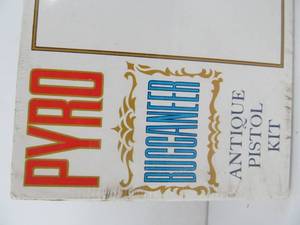 PYRO
BUCCANEER
ANTIQUE
PISTOL
KIT